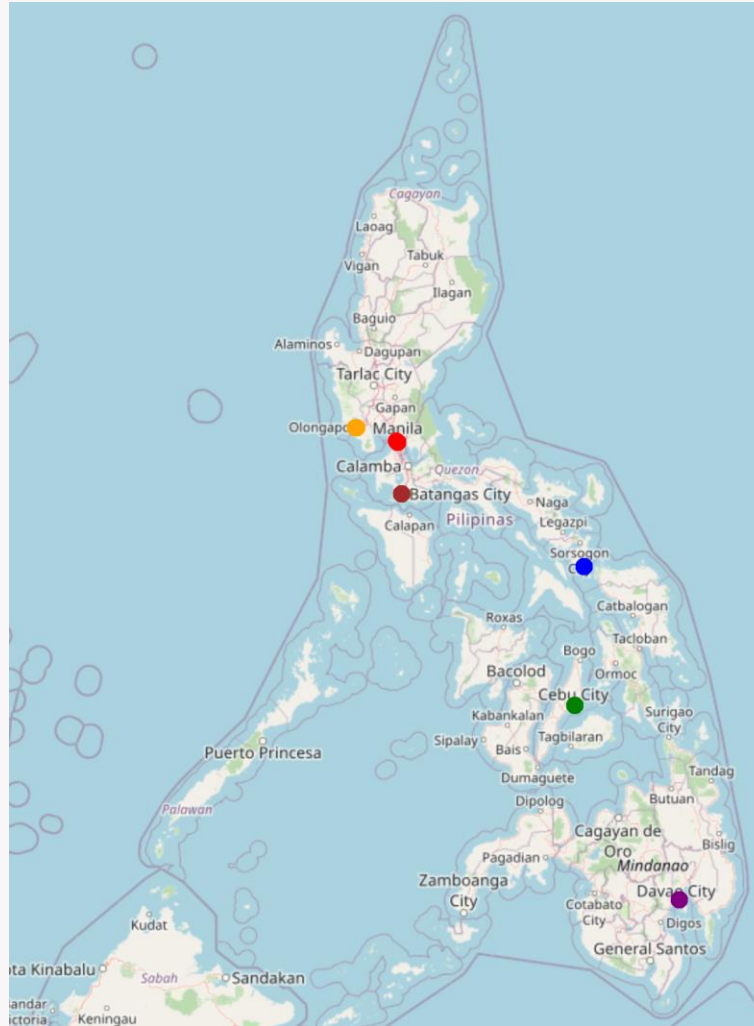 Cagayan
Laoag
Tabuk
Vigan
Ilagan
Baguio
Alaminos
Dagupan
Tarlac City
Gapan
Olongapo
Manila
Calamba
Quezon
Batangas City
Naga
Legazpi
Calapan
Pilipinas
Sorsogon
Catbalogan
Roxas
Tacloban
Bogo
Ormoc
Bacolod
Cebu City
Kabankalan
Surigao
City
Sipalay
Bais
Tagbilaran
Puerto Princesa
Dumaguete
Tandag
Butuan
Dipolog
Palawan
Cagayan de
Oro
Bislig
Mindanao
Pagadian
Zamboanga
City
Davao City
Cotabato
City
Digos
General Santos
Kudat
ota Kinabalu
Sabah
Sandakan
andar
ictoria
Keningau